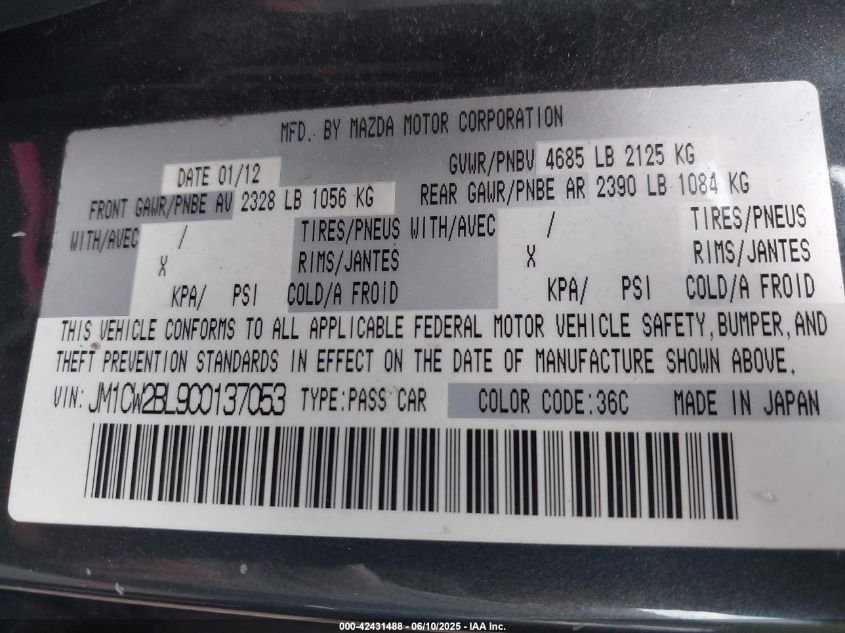 MFD. BY MAZDA MOTOR CORPORATION
DATE 01/12 GVWR/PNBV 4685 LB 2125 KG
FRONT GAWR/PNBE AV 2328 LB 1056 KG REAR GAWR/PNBE AR 2390 LB 1084 KG
WITH/AVEC / TIRES/PNEUS WITH/AVEC / TIRES/PNEUS
X RIMS/JANTES X RIMS/JANTES
KPA/ PSI COLD/A FROID KPA/ PSI COLD/A FROID
THIS VEHICLE CONFORMS TO ALL APPLICABLE FEDERAL MOTOR VEHICLE SAFETY, BUMPER, AND
THEFT PREVENTION STANDARDS IN EFFECT ON THE DATE OF MANUFACTURE SHOWN ABOVE.
VIN: JM1CW2BL9C0137053 TYPE: PASS CAR COLOR CODE: 36C MADE IN JAPAN
000-42431488 - 06/10/2025 - IAA Inc.